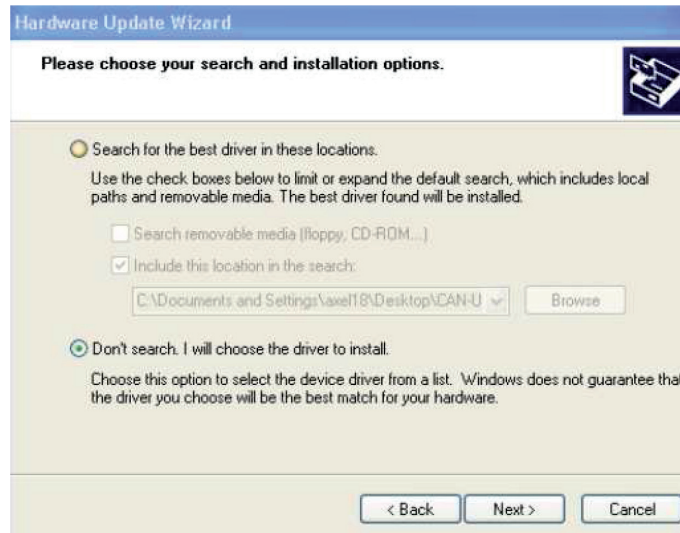 Hardware Update Wizard
Please choose your search and installation options.
Search for the best driver in these locations.
Use the check boxes below to limit or expand the default search, which includes local
paths and removable media. The best driver found will be installed.
Search removable media (floppy, CD-ROM...)
Include this location in the search:
C:\Documents and Settings\axel18\Desktop\CAN-U
Browse
Don't search. I will choose the driver to install.
Choose this option to select the device driver from a list. Windows does not guarantee that
the driver you choose will be the best match for your hardware.
< Back Next > Cancel